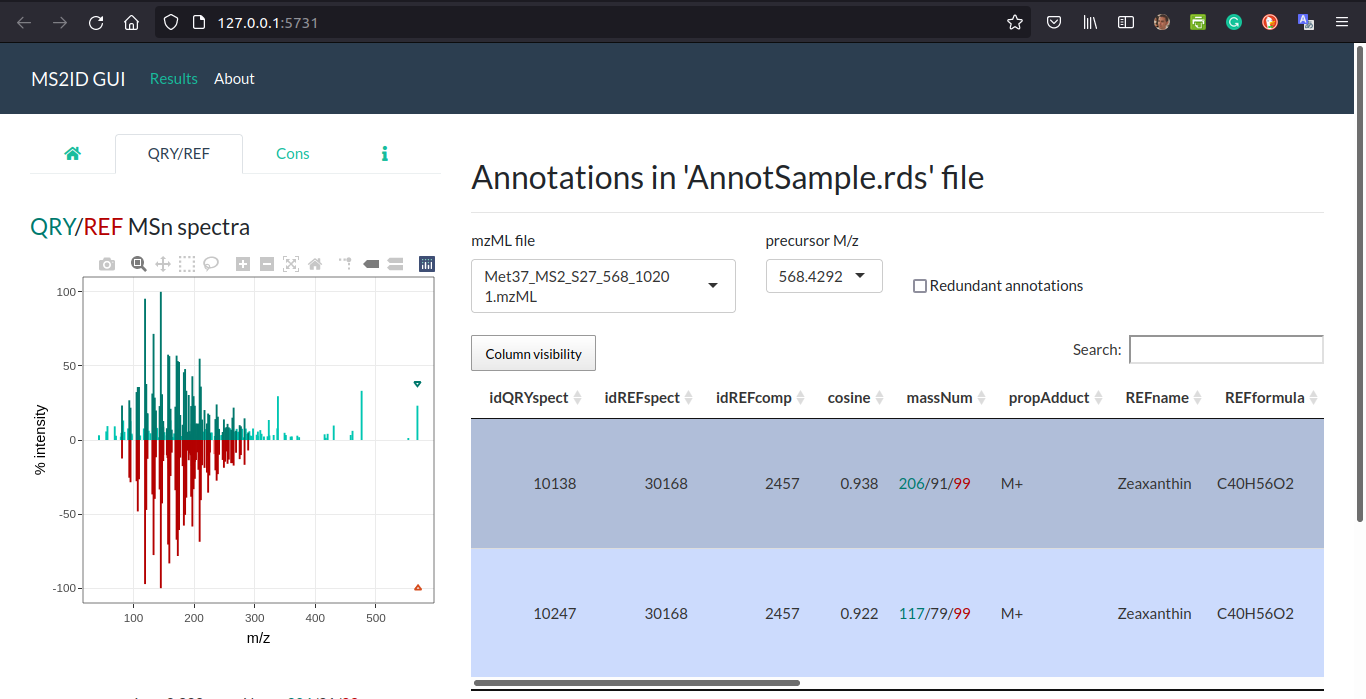 127.0.0.1:5731
MS2ID GUI Results About
QRY/REF Cons
Annotations in 'AnnotSample.rds' file
QRY/REF MSn spectra
mzML file
precursor M/z
Met37_MS2_S27_568_1020
1.mzML
568.4292
Redundant annotations
Column visibility
Search:
idQRYspect idREFspect idREFcomp cosine massNum propAdduct REFname REFformula
10138 30168 2457 0.938 206/91/99 M+ Zeaxanthin C40H56O2
10247 30168 2457 0.922 117/79/99 M+ Zeaxanthin C40H56O2
% intensity
100
50
0
-50
-100
100 200 300 400 500
m/z